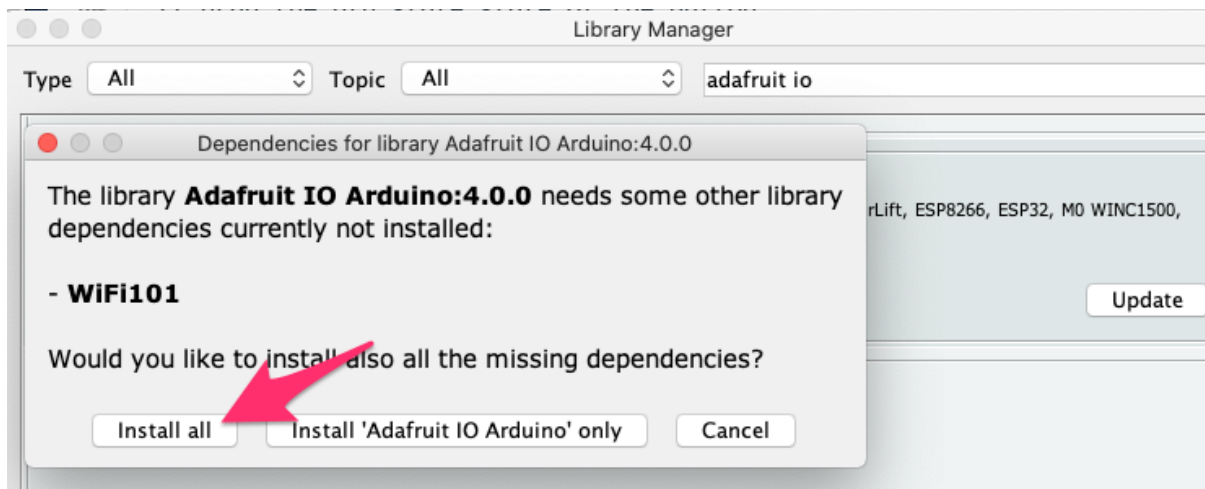 Library Manager
Type All Topic All adafruit io
Dependencies for library Adafruit IO Arduino:4.0.0
The library Adafruit IO Arduino:4.0.0 needs some other library
dependencies currently not installed:
rLift, ESP8266, ESP32, M0 WINC1500,
- WiFi101
Update
Would you like to install also all the missing dependencies?
Install all Install 'Adafruit IO Arduino' only Cancel